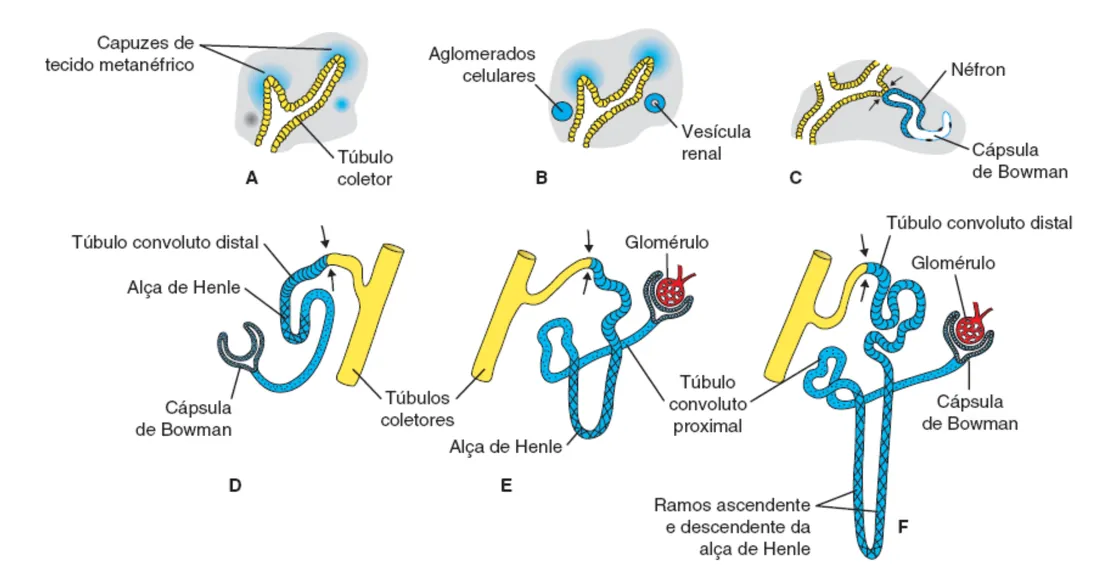 Capuzes de
tecido metanéfrico
Túbulo
coletor
A
Aglomerados
celulares
Vesícula
renal
B
Néfron
Cápsula
de Bowman
C
Túbulo convoluto distal
Alça de Henle
Cápsula
de Bowman
Túbulos
coletores
D
Glomérulo
Túbulo
convoluto
proximal
Alça de Henle
E
Túbulo convoluto distal
Glomérulo
Cápsula
de Bowman
Ramos ascendente
e descendente da
alça de Henle
F